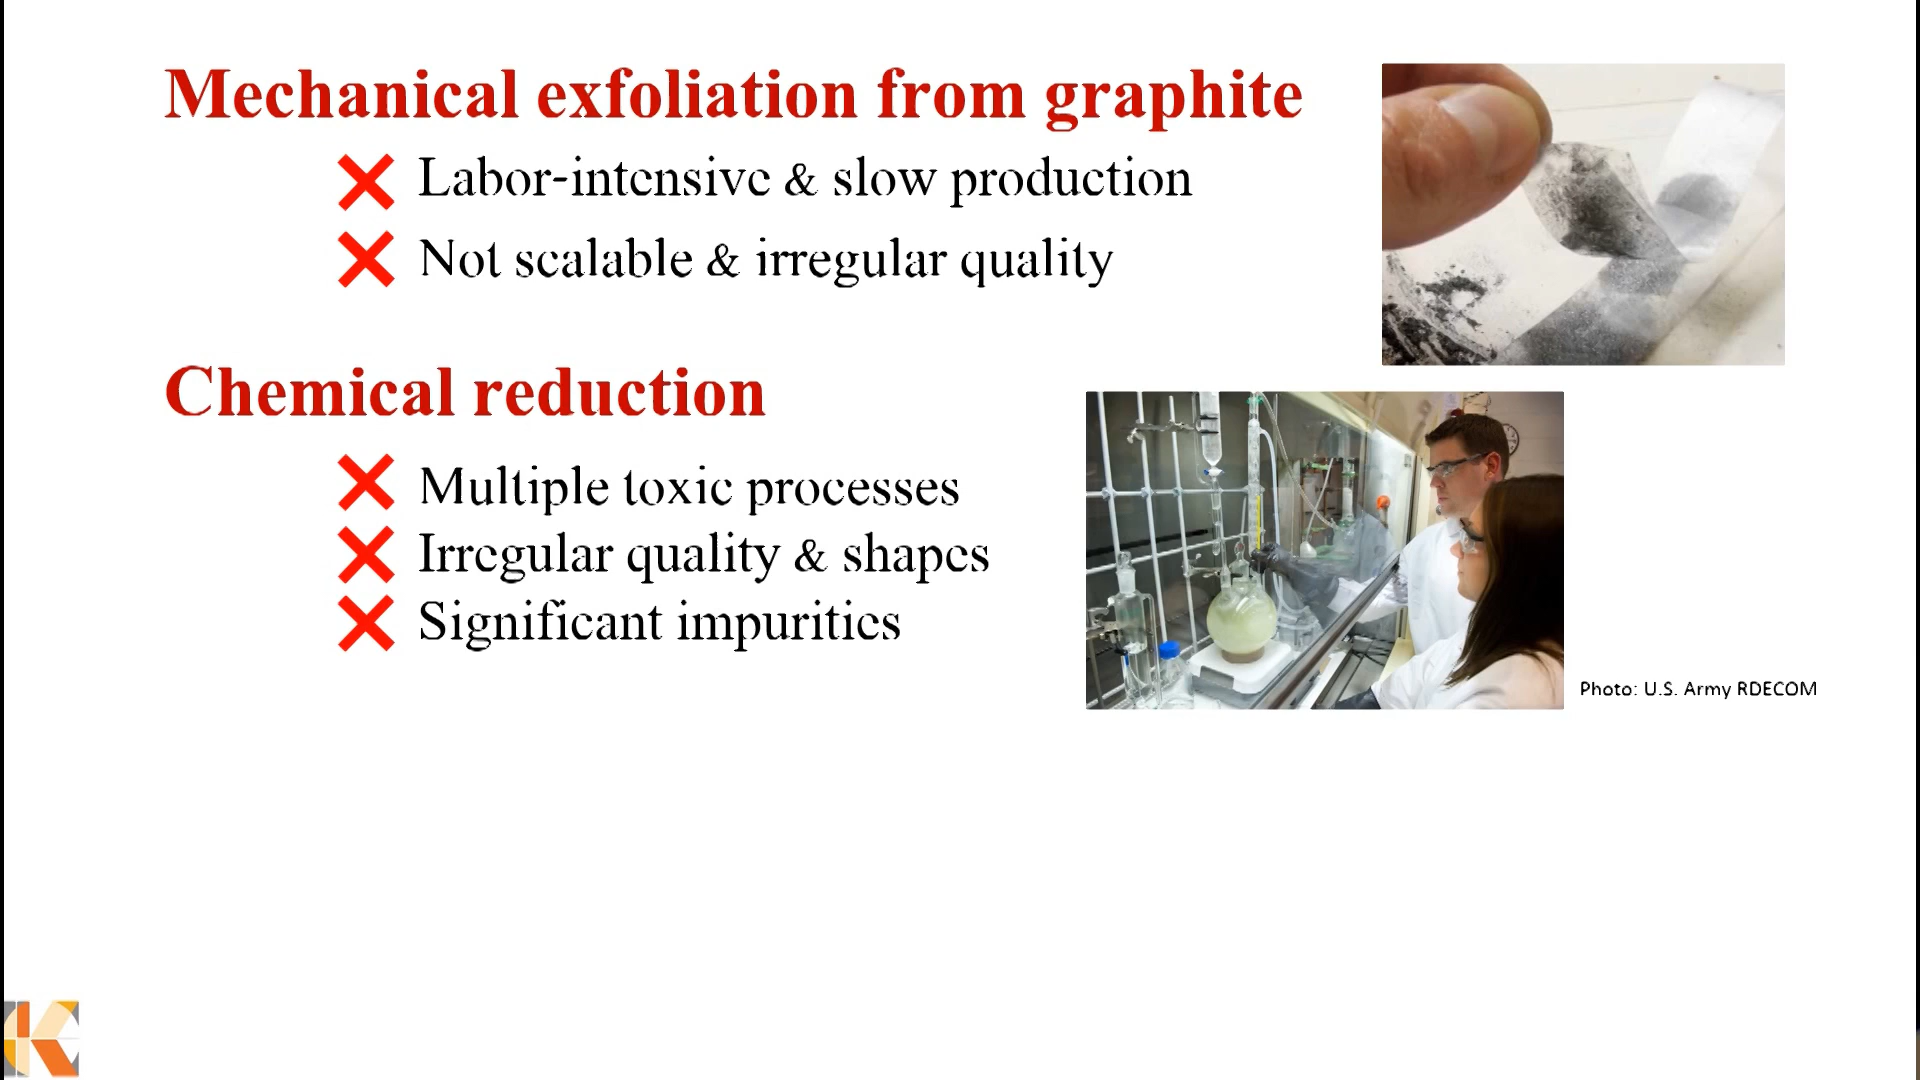 Mechanical exfoliation from graphite
Labor-intensive & slow production
Not scalable & irregular quality
Chemical reduction
Multiple toxic processes
Irregular quality & shapes
Significant impurities
Photo: U.S. Army RDECOM